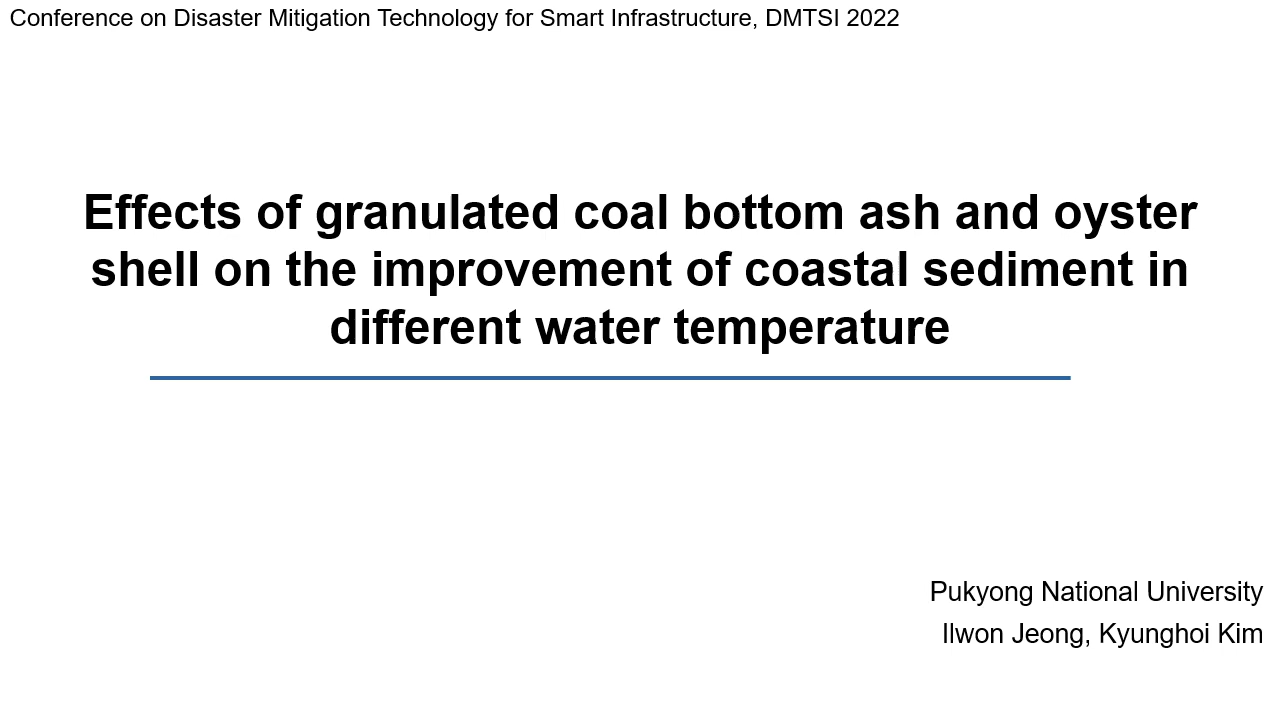 Conference on Disaster Mitigation Technology for Smart Infrastructure, DMTSI 2022
Effects of granulated coal bottom ash and oyster
shell on the improvement of coastal sediment in
different water temperature
Pukyong National University
Ilwon Jeong, Kyunghoi Kim